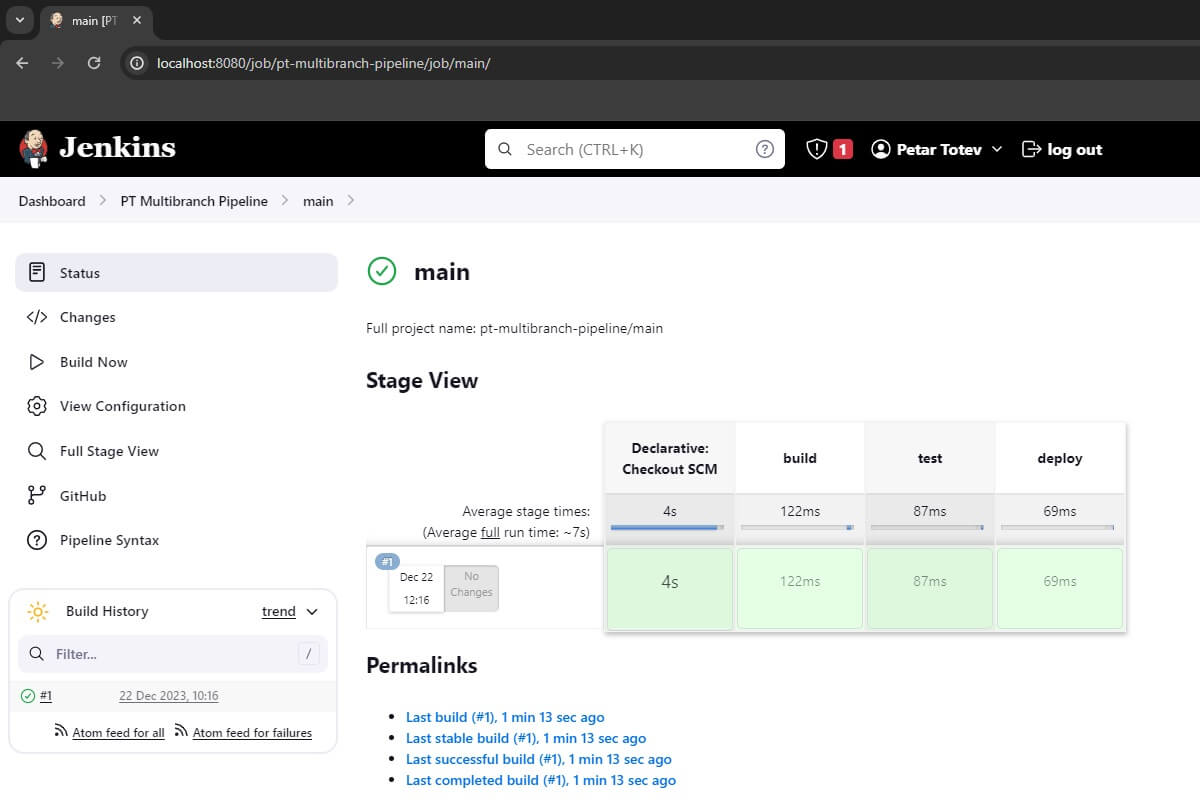 main [PT
localhost:8080/job/pt-multibranch-pipeline/job/main/
Jenkins
Search (CTRL+K)
?
1
Petar Totev
log out
Dashboard
PT Multibranch Pipeline
main
Status
Changes
Build Now
View Configuration
Full Stage View
GitHub
Pipeline Syntax
Build History
trend
Filter...
/
#1
22 Dec 2023, 10:16
Atom feed for all
Atom feed for failures
main
Full project name: pt-multibranch-pipeline/main
Stage View
Declarative:
Checkout SCM
build
test
deploy
Average stage times:
(Average full run time: ~7s)
4s
122ms
87ms
69ms
#1
Dec 22
12:16
No
Changes
4s
122ms
87ms
69ms
Permalinks
Last build (#1), 1 min 13 sec ago
Last stable build (#1), 1 min 13 sec ago
Last successful build (#1), 1 min 13 sec ago
Last completed build (#1), 1 min 13 sec ago